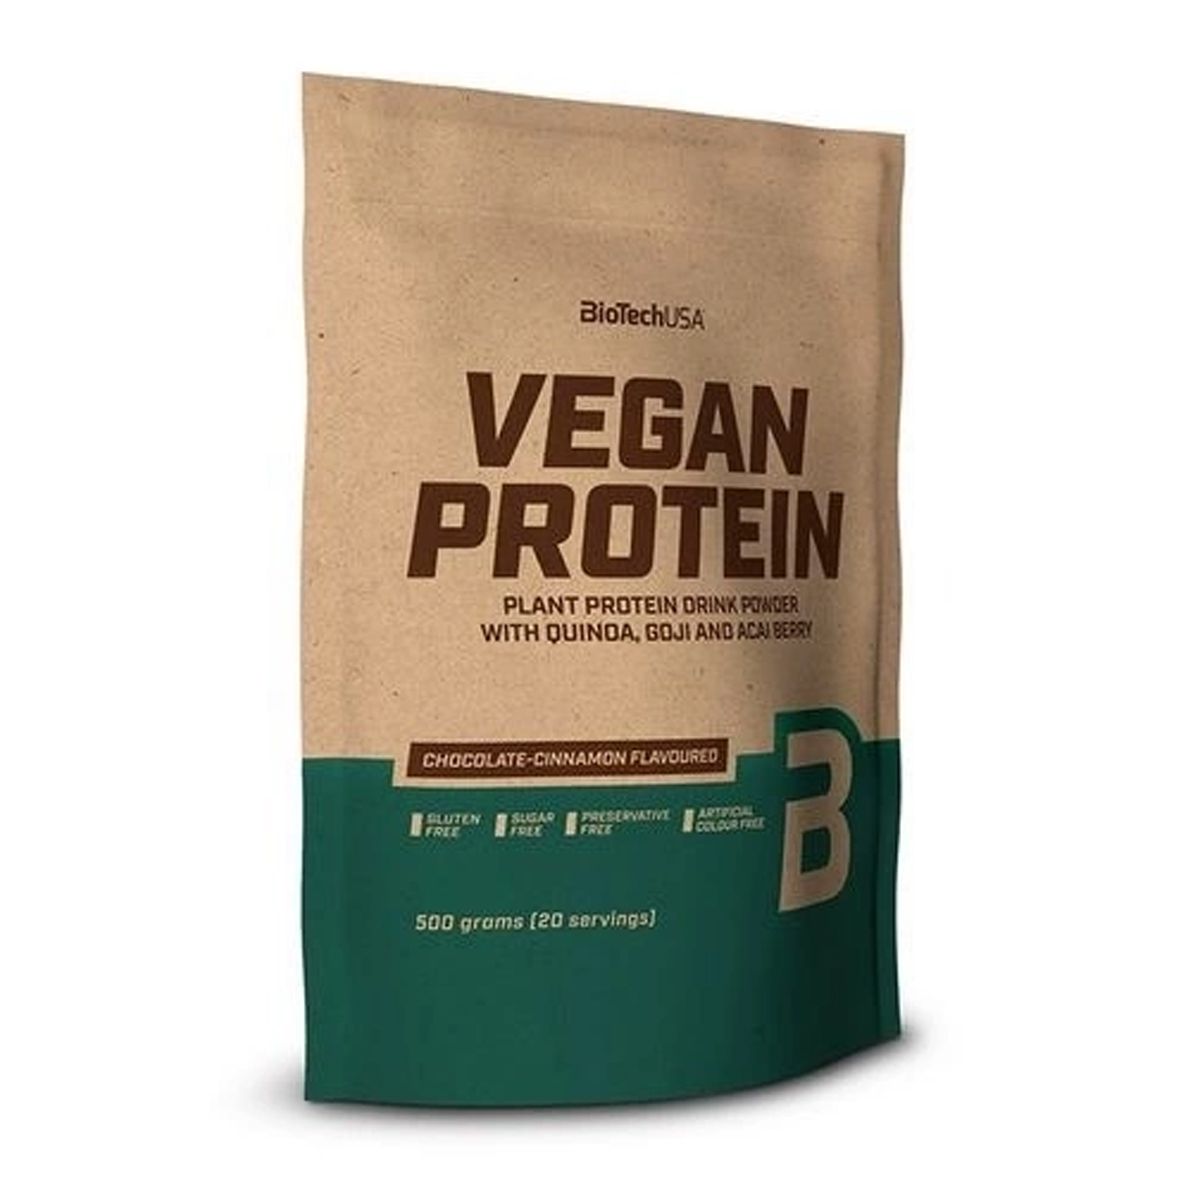 BioTechUSA
VEGAN
PROTEIN
PLANT PROTEIN DRINK POWDER
WITH QUINOA, GOJI AND ACAI BERRY
CHOCOLATE-CINNAMON FLAVOURED
GLUTEN
FREE
SUGAR
FREE
PRESERVATIVE
FREE
ARTIFICIAL
COLOUR FREE
B
500 grams (20 servings)